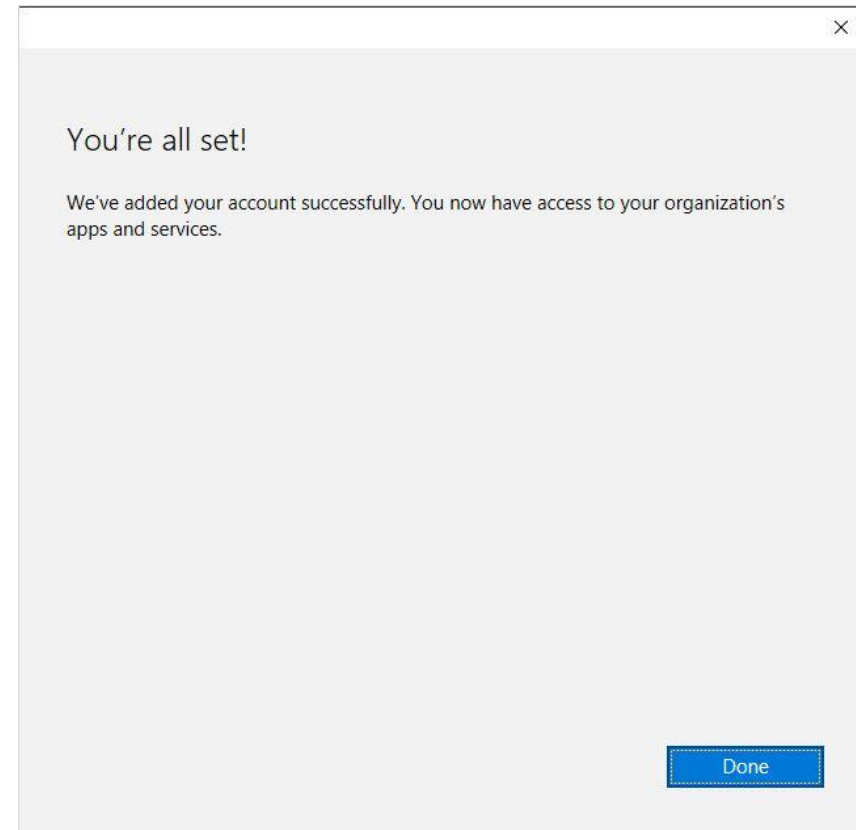 You’re all set!
We’ve added your account successfully. You now have access to your organization’s
apps and services.
Done